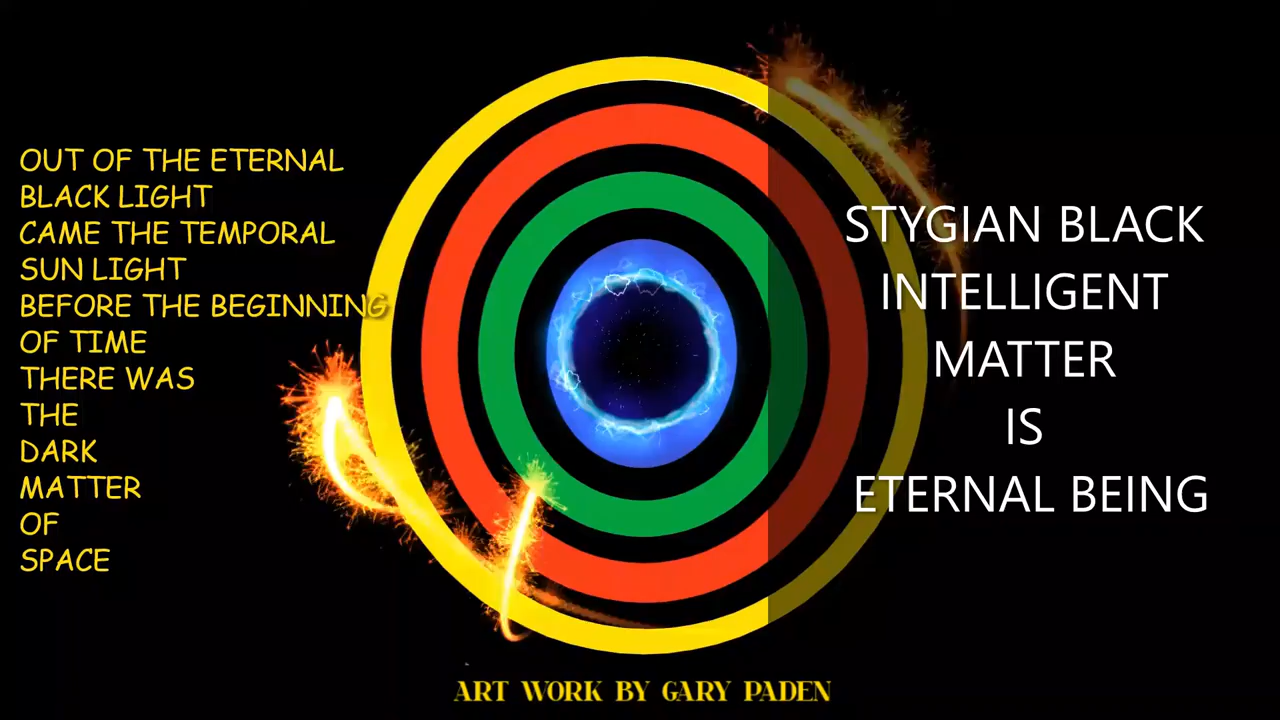 OUT OF THE ETERNAL
BLACK LIGHT
CAME THE TEMPORAL
SUN LIGHT
BEFORE THE BEGINNING
OF TIME
THERE WAS
THE
DARK
MATTER
OF
SPACE
STYGIAN BLACK
INTELLIGENT
MATTER
IS
ETERNAL BEING
ART WORK BY GARY PADEN